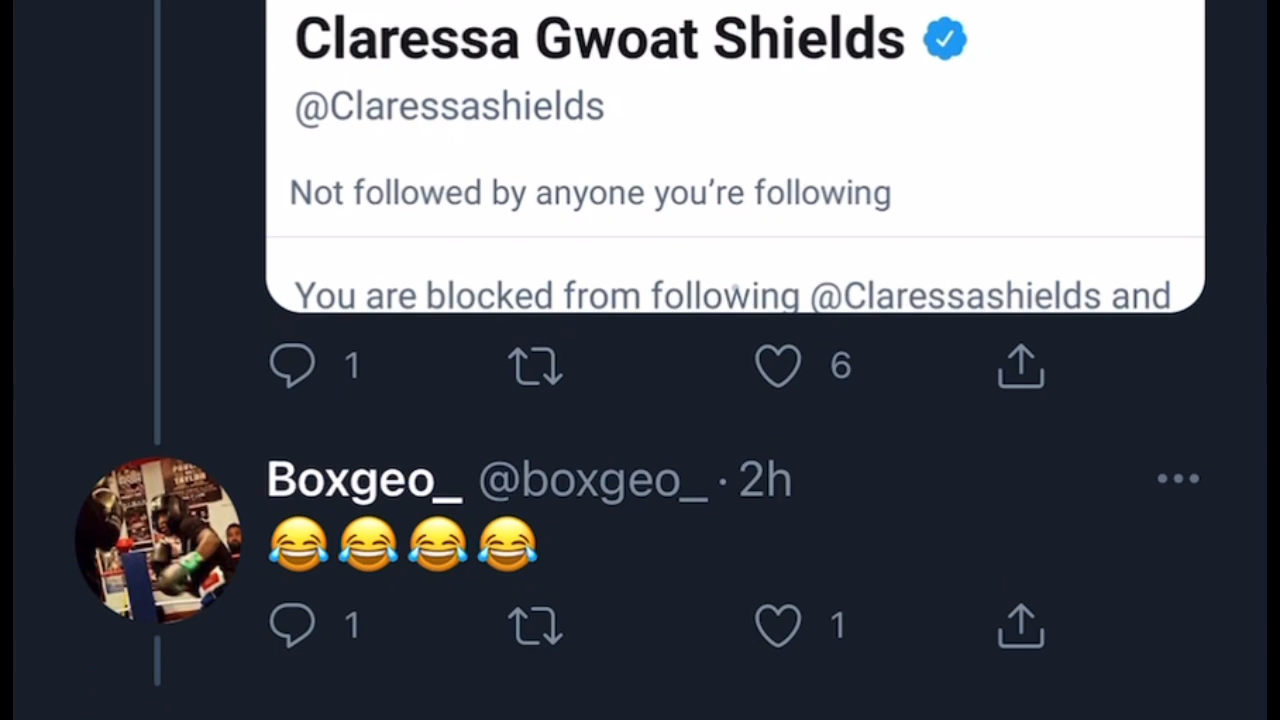 Claressa Gwoat Shields
@Claressashields
Not followed by anyone you're following
You are blocked from following @Claressashields and
1 6
Boxgeo_ @boxgeo_ · 2h
😂😂😂😂
1 1